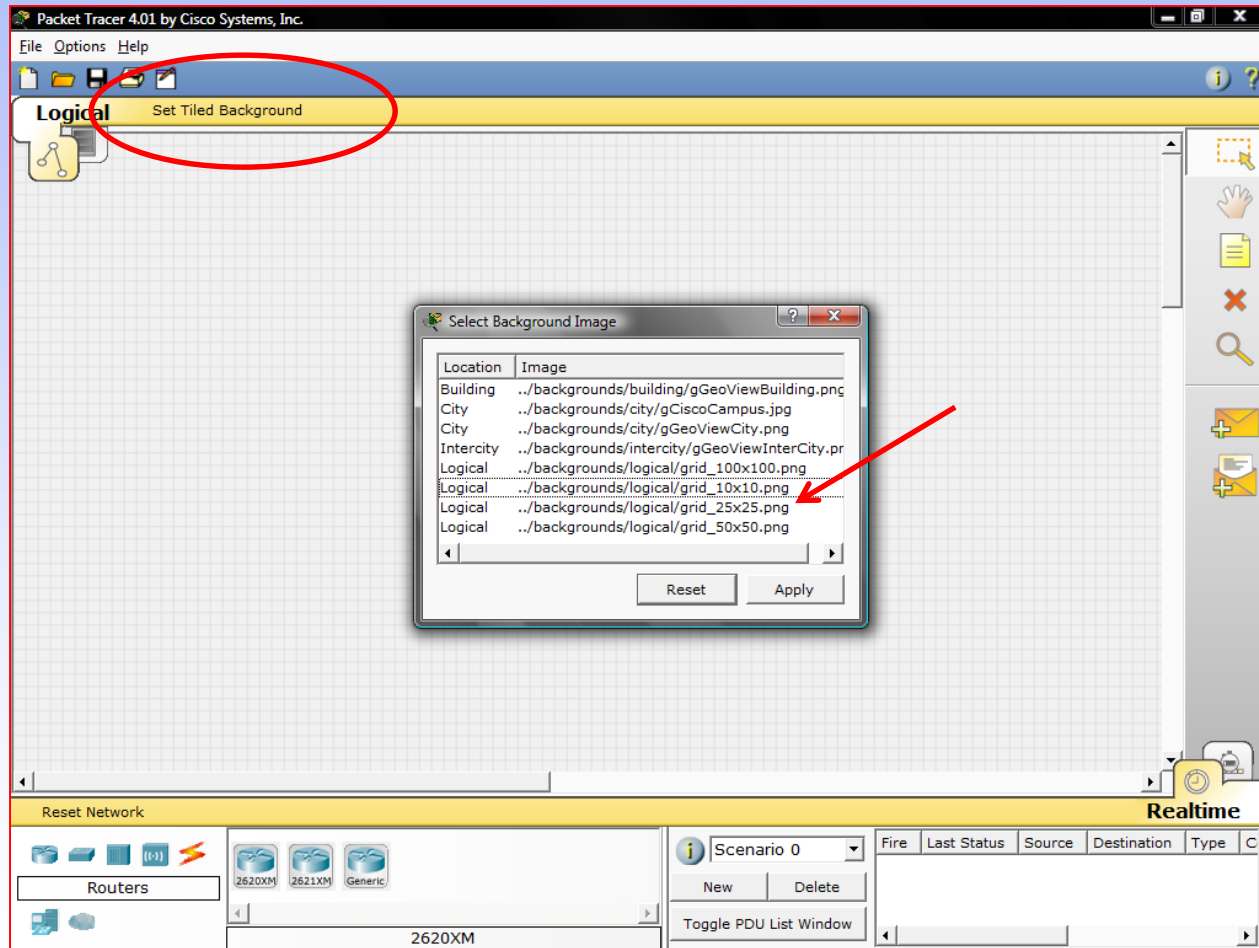 Packet Tracer 4.01 by Cisco Systems, Inc.
File Options Help
Logical
Set Tiled Background
Select Background Image
Location Image
Building ../backgrounds/building/gGeoViewBuilding.png
City ../backgrounds/city/gCiscoCampus.jpg
City ../backgrounds/city/gGeoViewCity.png
Intercity ../backgrounds/intercity/gGeoViewInterCity.pr
Logical ../backgrounds/logical/grid_100x100.png
Logical ../backgrounds/logical/grid_10x10.png
Logical ../backgrounds/logical/grid_25x25.png
Logical ../backgrounds/logical/grid_50x50.png
Reset Apply
Reset Network
Realtime
Routers
2620XM 2621XM Generic
2620XM
Scenario 0
New Delete
Toggle PDU List Window
Fire Last Status Source Destination Type C